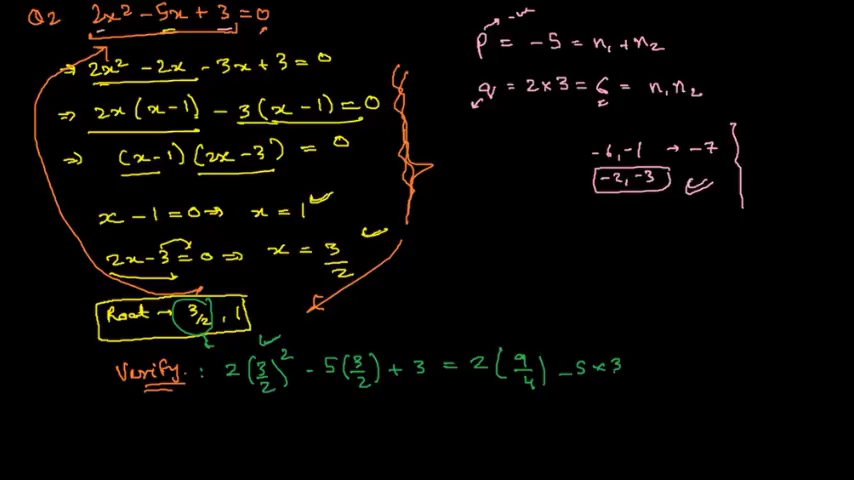 Q2 2x² - 5x + 3 = 0
⇒ 2x² - 2x - 3x + 3 = 0
⇒ 2x (x-1) - 3(x-1) = 0
⇒ (x-1) (2x-3) = 0
x - 1 = 0 ⇒ x = 1
2x - 3 = 0 ⇒ x = 3/2
Root → 3/2, 1
Verify : 2(3/2)² - 5(3/2) + 3 = 2(9/4) - 5×3
p = -5 = n₁ + n₂
q = 2×3 = 6 = n₁n₂
-6, -1 → -7
-2, -3